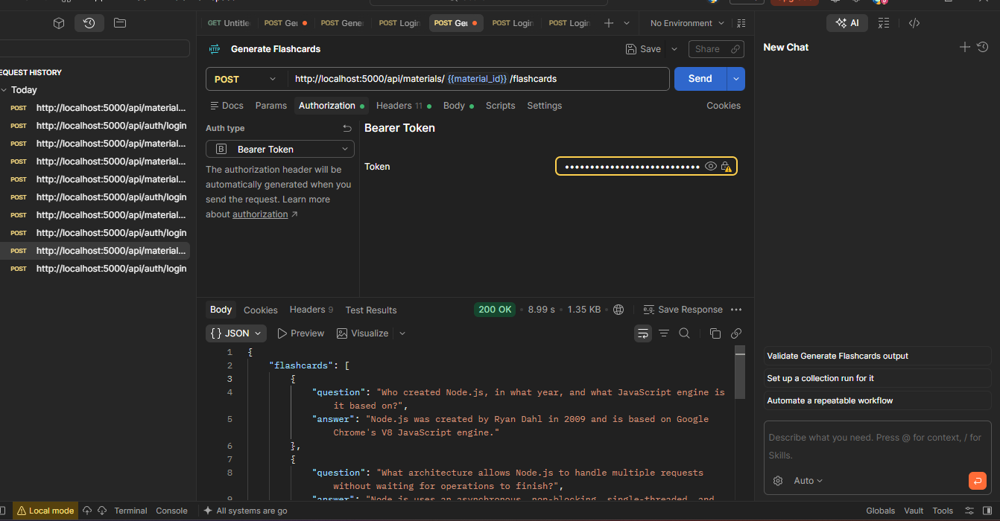 GET Untitle
POST Gei
POST Gene
POST Login
POST Gei
POST Login
POST Login
No Environment
AI
REQUEST HISTORY
Today
POST http://localhost:5000/api/material...
POST http://localhost:5000/api/auth/login
POST http://localhost:5000/api/material...
POST http://localhost:5000/api/material...
POST http://localhost:5000/api/material...
POST http://localhost:5000/api/auth/login
POST http://localhost:5000/api/material...
POST http://localhost:5000/api/auth/login
POST http://localhost:5000/api/material...
POST http://localhost:5000/api/auth/login
HTTP Generate Flashcards
Save
Share
POST
http://localhost:5000/api/materials/ {{material_id}} /flashcards
Send
Docs Params Authorization Headers 11 Body Scripts Settings
Cookies
Auth type
B Bearer Token
The authorization header will be
automatically generated when you
send the request. Learn more
about authorization ↗
Bearer Token
Token
Body Cookies Headers 9 Test Results
200 OK • 8.99 s • 1.35 KB
e.g. Save Response
{} JSON Preview Visualize
1 {
2 "flashcards": [
3 {
4 "question": "Who created Node.js, in what year, and what JavaScript engine is
it based on?",
5 "answer": "Node.js was created by Ryan Dahl in 2009 and is based on Google
Chrome's V8 JavaScript engine."
6 },
7 {
8 "question": "What architecture allows Node.js to handle multiple requests
without waiting for operations to finish?",
9 "answer": "Node.js uses an asynchronous, non-blocking, single-threaded, and
New Chat
Validate Generate Flashcards output
Set up a collection run for it
Automate a repeatable workflow
Describe what you need. Press @ for context, / for
Skills.
Auto
Local mode
Terminal
Console
All systems are go
Globals
Vault
Tools